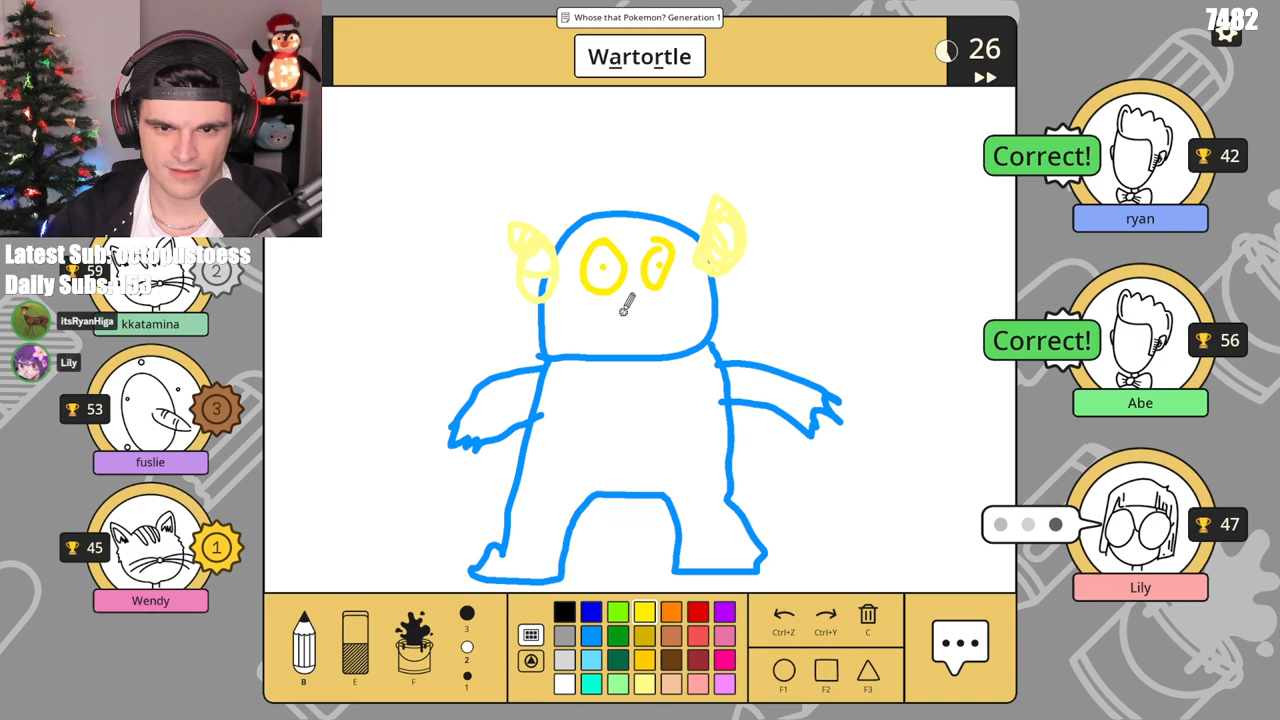 Whose that Pokemon? Generation 1
7482
Wartortle
26
Correct!
42
ryan
Latest Sub: octopustoess
59
2
Daily Subs: 153
itsRyanHiga
kkatamina
Lily
Correct!
56
Abe
53
3
fuslie
47
Lily
45
1
Wendy
3
2
1
B
E
F
Ctrl+Z
Ctrl+Y
C
F1
F2
F3